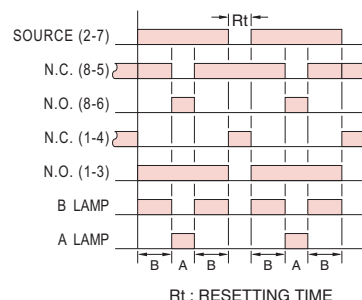 Rt
SOURCE (2-7)
N.C. (8-5)
N.O. (8-6)
N.C. (1-4)
N.O. (1-3)
B LAMP
A LAMP
B A B B A B
Rt : RESETTING TIME